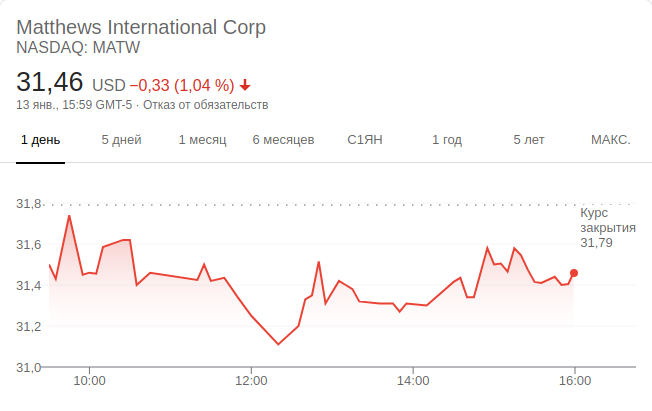 Matthews International Corp
NASDAQ: MATW
31,46 USD −0,33 (1,04 %)
13 янв., 15:59 GMT-5 · Отказ от обязательств
1 день 5 дней 1 месяц 6 месяцев С1ЯН 1 год 5 лет МАКС.
31,8
Курс
закрытия
31,79
31,6
31,4
31,2
31,0
10:00 12:00 14:00 16:00